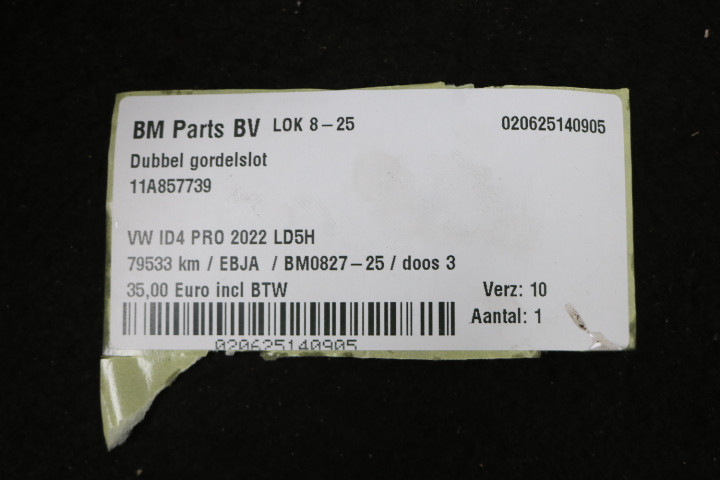 BM Parts BV LOK 8-25 020625140905
Dubbel gordelslot
11A857739
VW ID4 PRO 2022 LD5H
79533 km / EBJA / BM0827-25 / doos 3
35,00 Euro incl BTW Verz: 10
Aantal: 1
020625140905